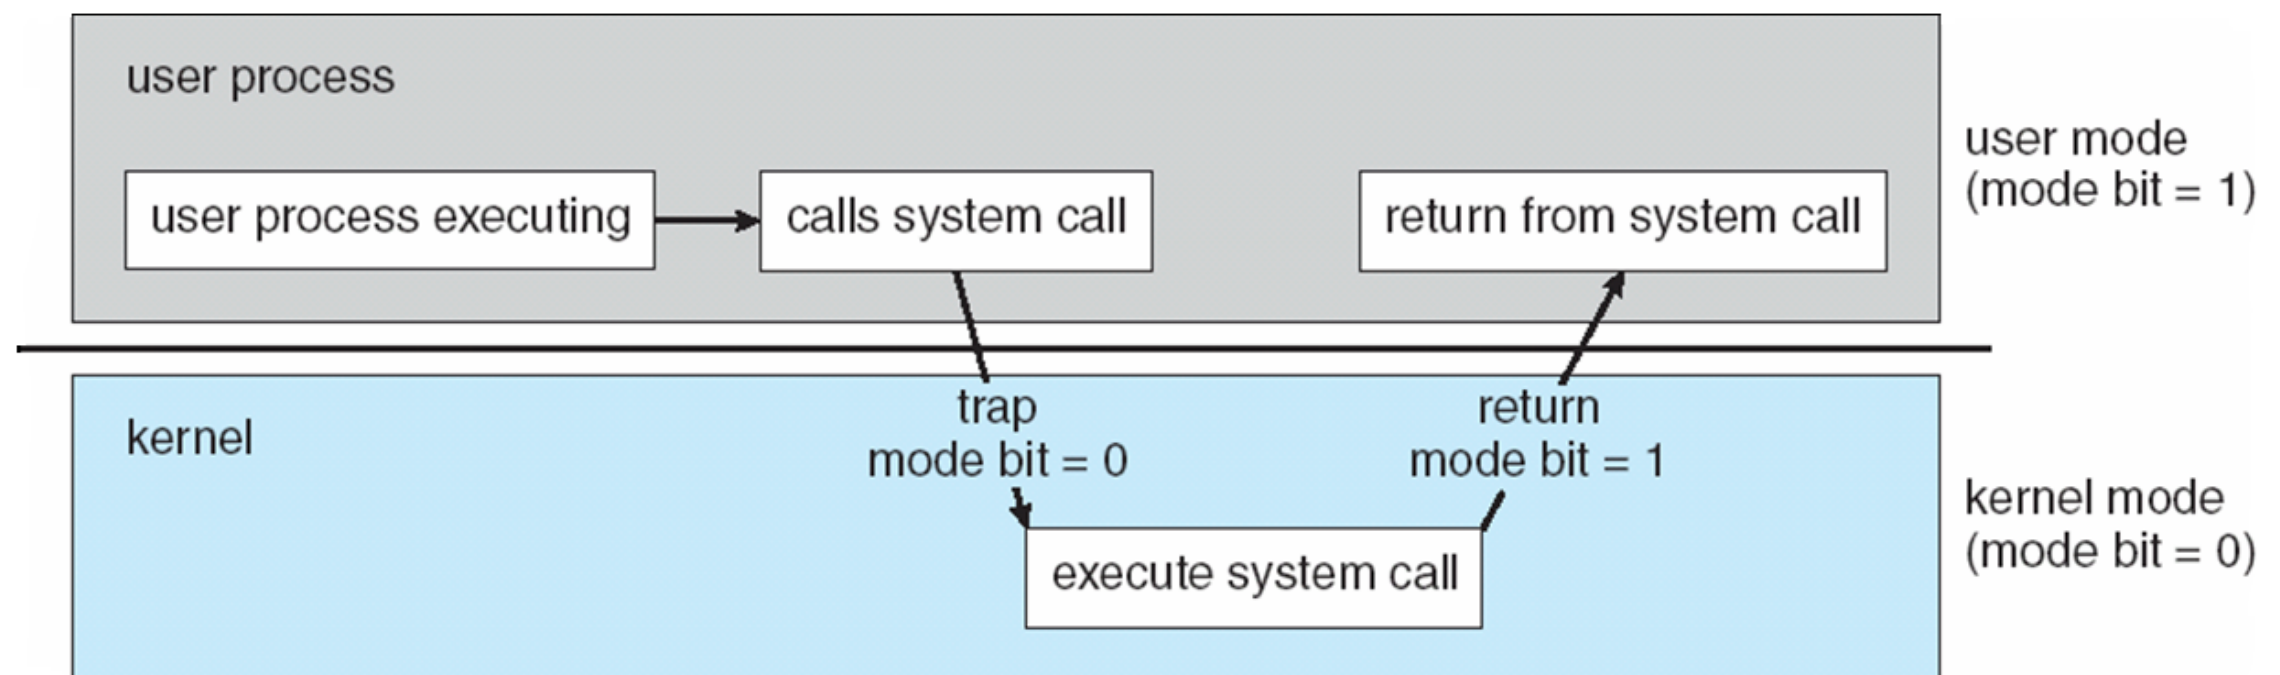 user process
user process executing
calls system call
return from system call
user mode
(mode bit = 1)
kernel
trap
mode bit = 0
return
mode bit = 1
execute system call
kernel mode
(mode bit = 0)